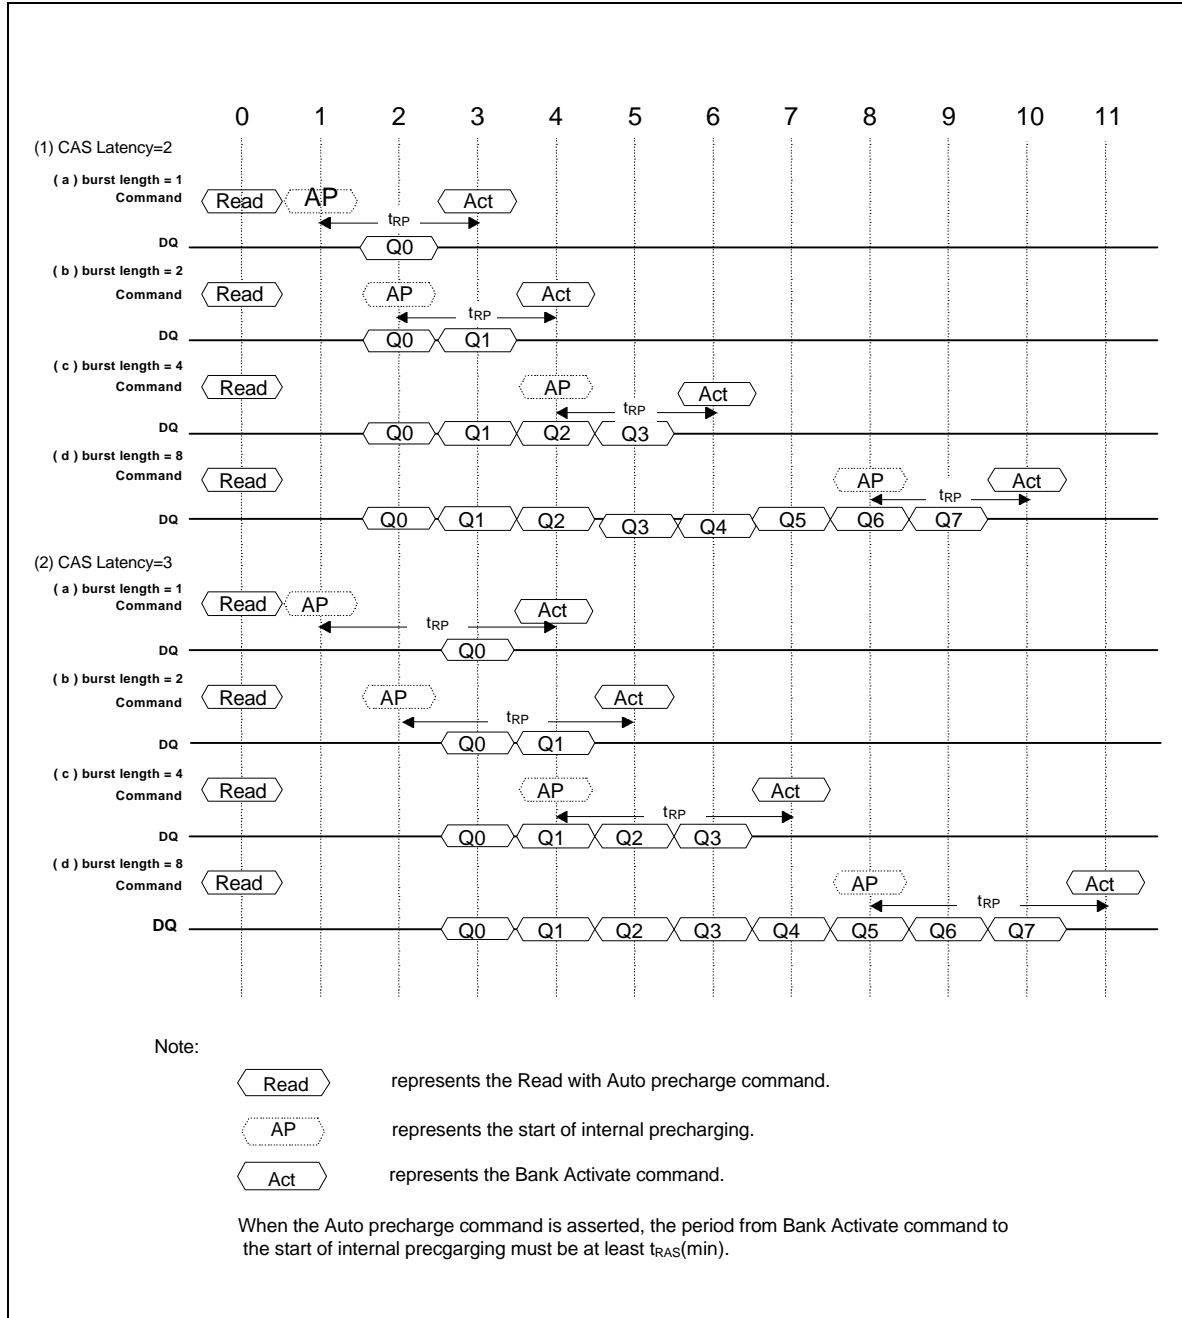 0 1 2 3 4 5 6 7 8 9 10 11
(1) CAS Latency=2
( a ) burst length = 1
Command Read AP Act
tRP
DQ Q0
( b ) burst length = 2
Command Read AP Act
tRP
DQ Q0 Q1
( c ) burst length = 4
Command Read AP Act
tRP
DQ Q0 Q1 Q2 Q3
( d ) burst length = 8
Command Read AP Act
tRP
DQ Q0 Q1 Q2 Q3 Q4 Q5 Q6 Q7
(2) CAS Latency=3
( a ) burst length = 1
Command Read AP Act
tRP
DQ Q0
( b ) burst length = 2
Command Read AP Act
tRP
DQ Q0 Q1
( c ) burst length = 4
Command Read AP Act
tRP
DQ Q0 Q1 Q2 Q3
( d ) burst length = 8
Command Read AP Act
tRP
DQ Q0 Q1 Q2 Q3 Q4 Q5 Q6 Q7
Note:
Read represents the Read with Auto precharge command.
AP represents the start of internal precharging.
Act represents the Bank Activate command.
When the Auto precharge command is asserted, the period from Bank Activate command to
the start of internal precgarging must be at least tRAS(min).